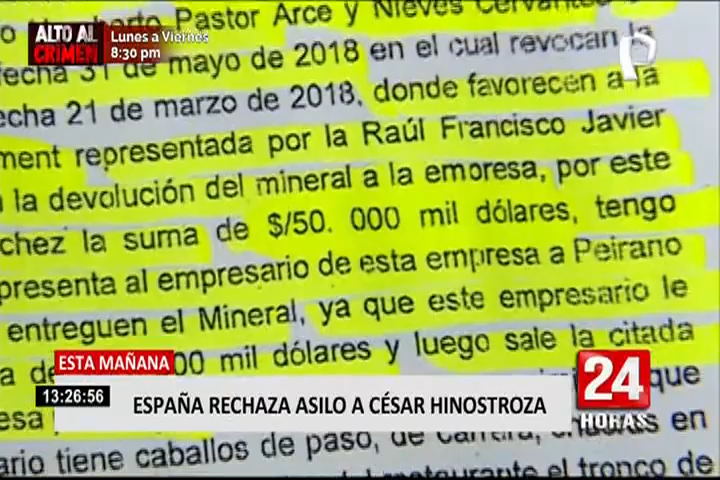 ALTO AL
CRIMEN
Lunes a Viernes
8:30 pm
Pastor Arce y Nieves
fecha 31 de mayo de 2018 en el cual revocan la
echa 21 de marzo de 2018, donde favorecen a la
ment representada por la Raúl Francisco Javier
la devolución del mineral a la emoresa, por este
chez la suma de $/50. 000 mil dólares, tengo
presenta al empresario de esta empresa a Peirano
entreguen el Mineral, ya que este empresario le
00 mil dólares y luego sale la citada
que
esa
ario tiene caballos de paso, de
en
el tronco de
ESTA MAÑANA
13:26:56
ESPAÑA RECHAZA ASILO A CÉSAR HINOSTROZA
24
HORAS